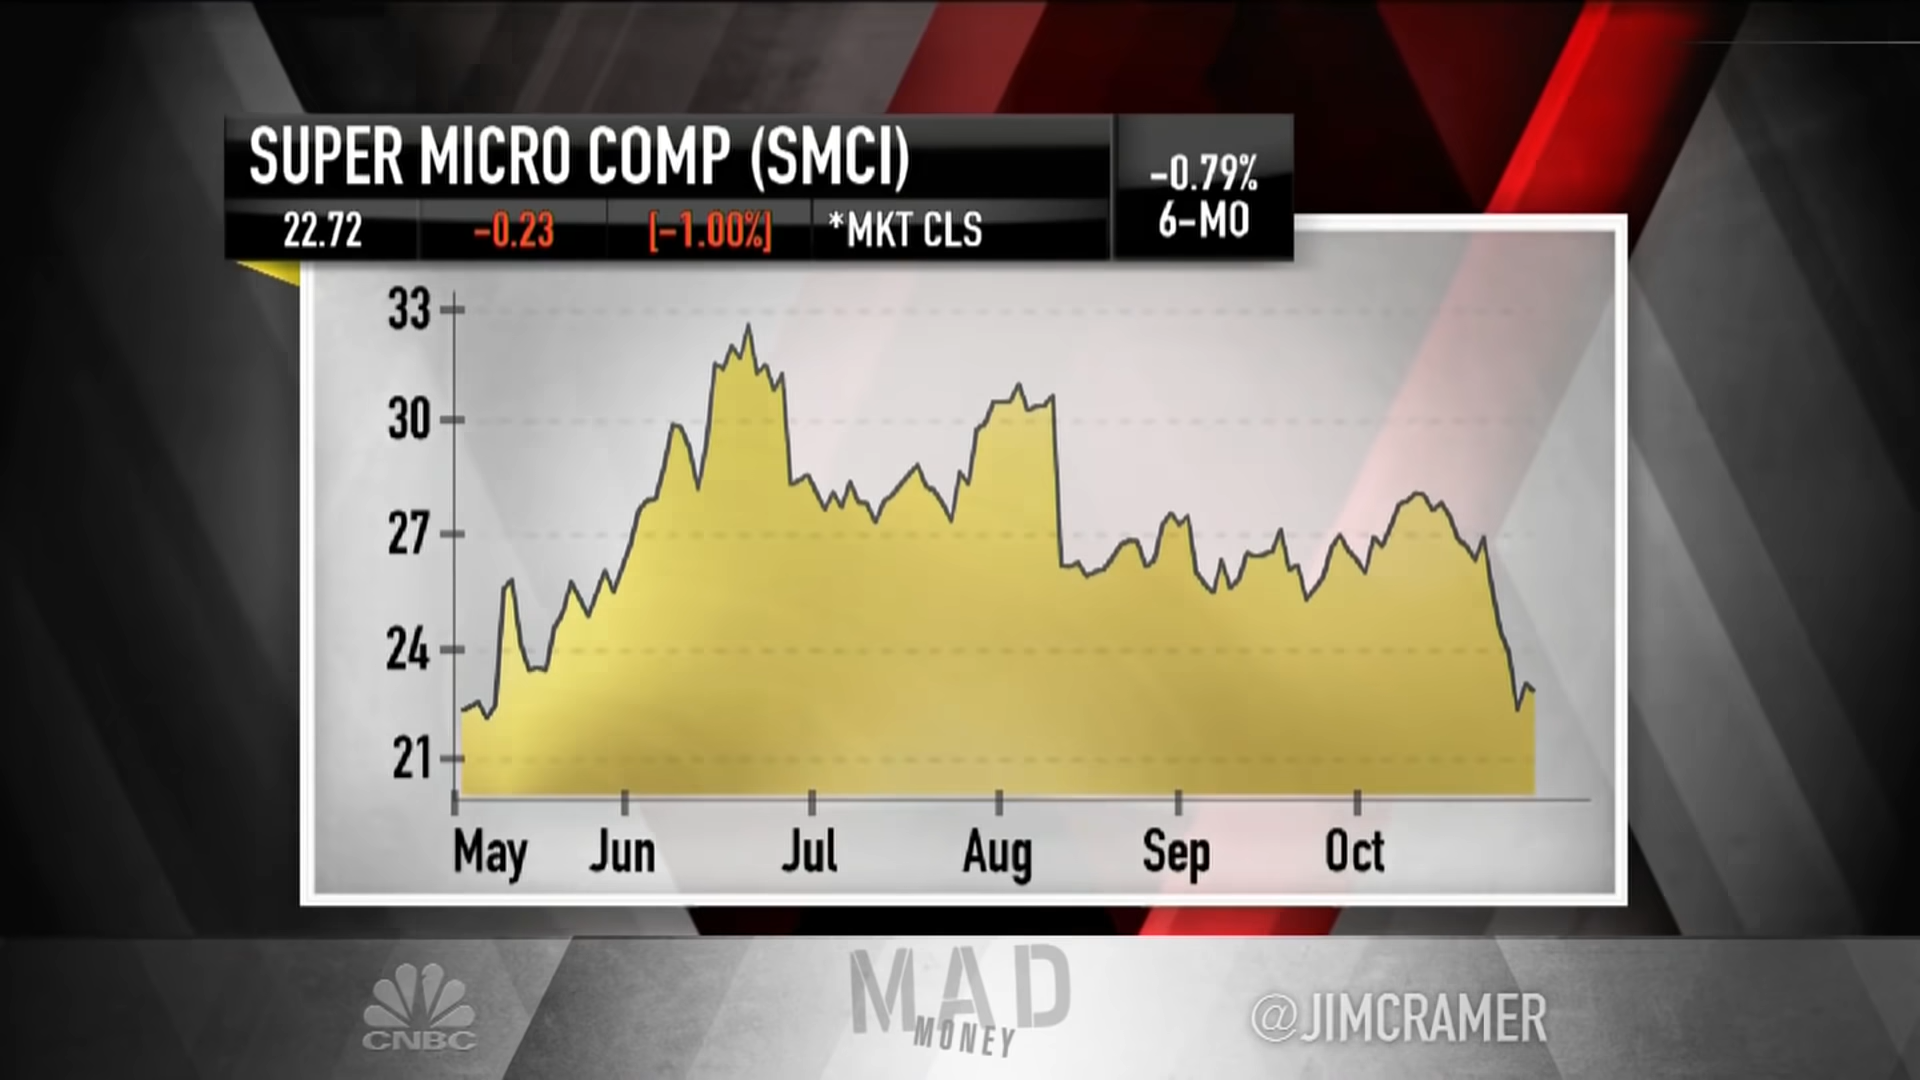 SUPER MICRO COMP (SMCI)
22.72 -0.23 [-1.00%] *MKT CLS
-0.79%
6-MO
33
30
27
24
21
May Jun Jul Aug Sep Oct
CNBC
MAD
MONEY
@JIMCRAMER